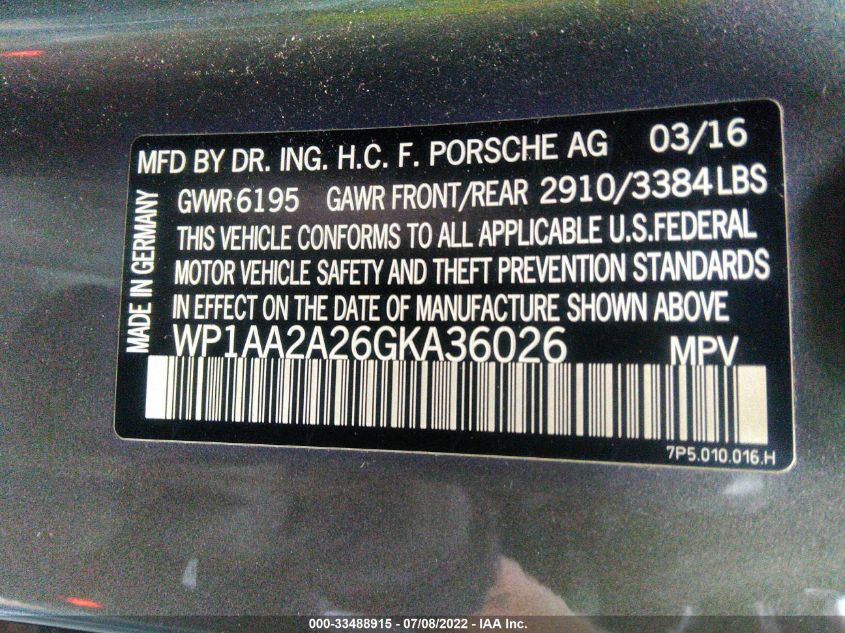 MFD BY DR. ING. H.C. F. PORSCHE AG 03/16
GVWR 6195 GAWR FRONT/REAR 2910/3384 LBS
THIS VEHICLE CONFORMS TO ALL APPLICABLE U.S.FEDERAL
MOTOR VEHICLE SAFETY AND THEFT PREVENTION STANDARDS
IN EFFECT ON THE DATE OF MANUFACTURE SHOWN ABOVE
WP1AA2A26GKA36026 MPV
MADE IN GERMANY
7P5.010.016.H
000-33488915 - 07/08/2022 - IAA Inc.